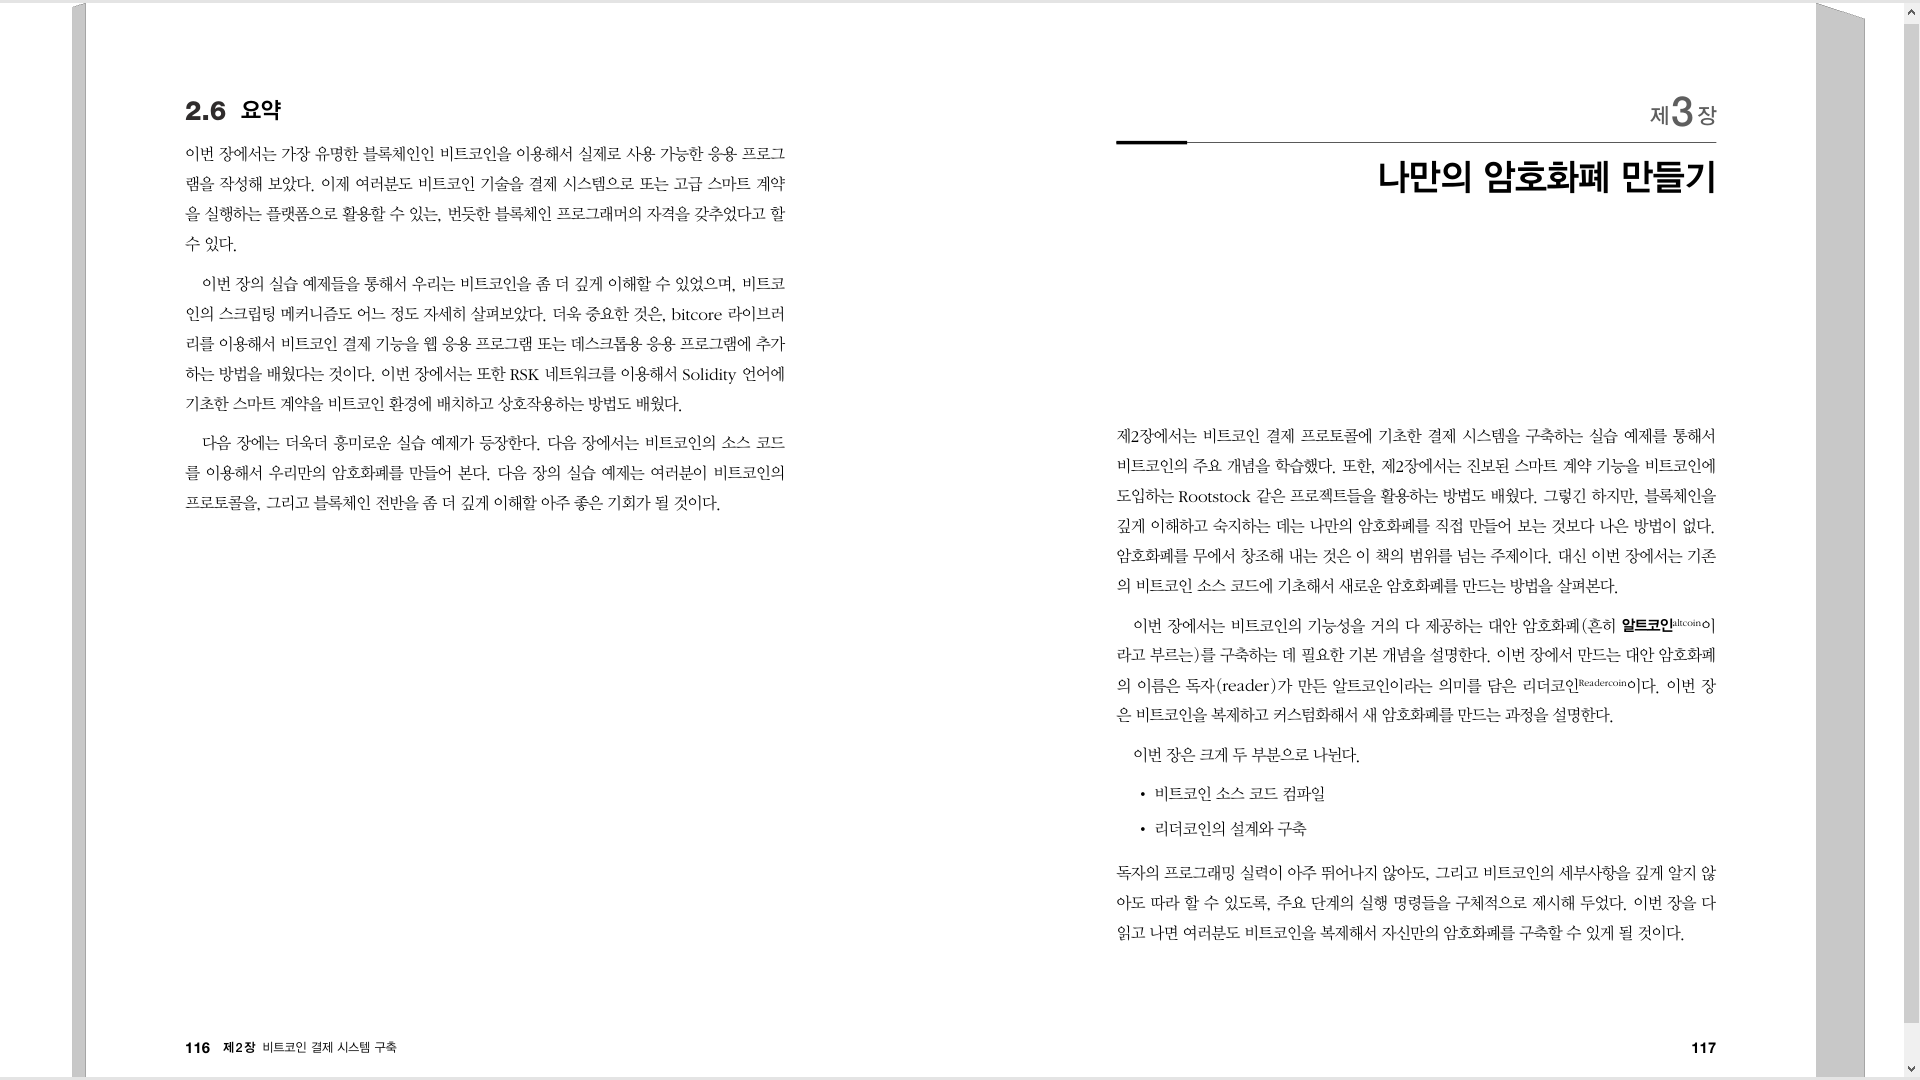 2.6 요약
이번 장에서는 가장 유명한 블록체인인 비트코인을 이용해서 실제로 사용 가능한 응용 프로그
램을 작성해 보았다. 이제 여러분도 비트코인 기술을 결제 시스템으로 또는 고급 스마트 계약
을 실행하는 플랫폼으로 활용할 수 있는, 번듯한 블록체인 프로그래머의 자격을 갖추었다고 할
수 있다.
이번 장의 실습 예제들을 통해서 우리는 비트코인을 좀 더 깊게 이해할 수 있었으며, 비트코
인의 스크립팅 메커니즘도 어느 정도 자세히 살펴보았다. 더욱 중요한 것은, bitcore 라이브러
리를 이용해서 비트코인 결제 기능을 웹 응용 프로그램 또는 데스크톱용 응용 프로그램에 추가
하는 방법을 배웠다는 것이다. 이번 장에서는 또한 RSK 네트워크를 이용해서 Solidity 언어에
기초한 스마트 계약을 비트코인 환경에 배치하고 상호작용하는 방법도 배웠다.
다음 장에는 더욱더 흥미로운 실습 예제가 등장한다. 다음 장에서는 비트코인의 소스 코드
를 이용해서 우리만의 암호화폐를 만들어 본다. 다음 장의 실습 예제는 여러분이 비트코인의
프로토콜을, 그리고 블록체인 전반을 좀 더 깊게 이해할 아주 좋은 기회가 될 것이다.
116 제2장 비트코인 결제 시스템 구축
제3장
나만의 암호화폐 만들기
제2장에서는 비트코인 결제 프로토콜에 기초한 결제 시스템을 구축하는 실습 예제를 통해서
비트코인의 주요 개념을 학습했다. 또한, 제2장에서는 진보된 스마트 계약 기능을 비트코인에
도입하는 Rootstock 같은 프로젝트들을 활용하는 방법도 배웠다. 그렇긴 하지만, 블록체인을
깊게 이해하고 숙지하는 데는 나만의 암호화폐를 직접 만들어 보는 것보다 나은 방법이 없다.
암호화폐를 무에서 창조해 내는 것은 이 책의 범위를 넘는 주제이다. 대신 이번 장에서는 기존
의 비트코인 소스 코드에 기초해서 새로운 암호화폐를 만드는 방법을 살펴본다.
이번 장에서는 비트코인의 기능성을 거의 다 제공하는 대안 암호화폐(흔히 알트코인altcoin이
라고 부르는)를 구축하는 데 필요한 기본 개념을 설명한다. 이번 장에서 만드는 대안 암호화폐
의 이름은 독자(reader)가 만든 알트코인이라는 의미를 담은 리더코인Readercoin이다. 이번 장
은 비트코인을 복제하고 커스텀화해서 새 암호화폐를 만드는 과정을 설명한다.
이번 장은 크게 두 부분으로 나뉜다.
• 비트코인 소스 코드 컴파일
• 리더코인의 설계와 구축
독자의 프로그래밍 실력이 아주 뛰어나지 않아도, 그리고 비트코인의 세부사항을 깊게 알지 않
아도 따라 할 수 있도록, 주요 단계의 실행 명령들을 구체적으로 제시해 두었다. 이번 장을 다
읽고 나면 여러분도 비트코인을 복제해서 자신만의 암호화폐를 구축할 수 있게 될 것이다.
117